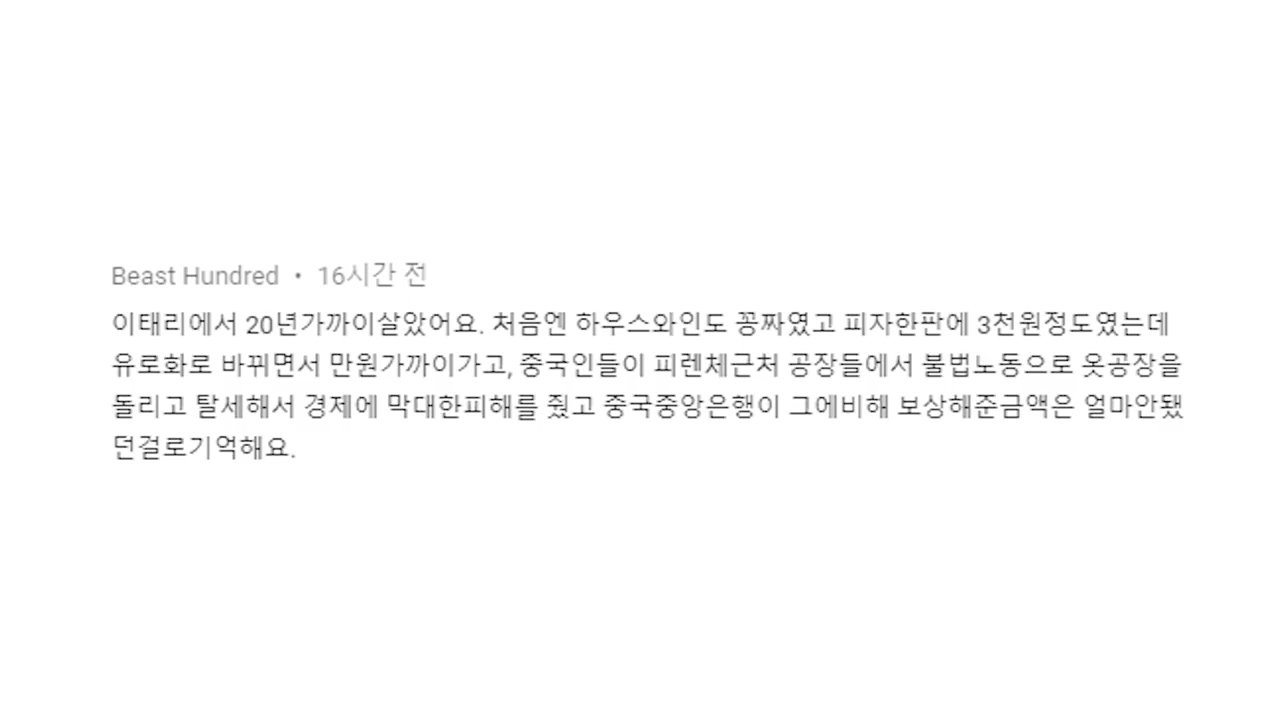 Beast Hundred • 16시간 전
이태리에서 20년가까이살았어요. 처음엔 하우스와인도 꽁짜였고 피자한판에 3천원정도였는데
유로화로 바뀌면서 만원가까이가고, 중국인들이 피렌체근처 공장들에서 불법노동으로 옷공장을
돌리고 탈세해서 경제에 막대한피해를 줬고 중국중앙은행이 그에비해 보상해준금액은 얼마안됐
던걸로기억해요.